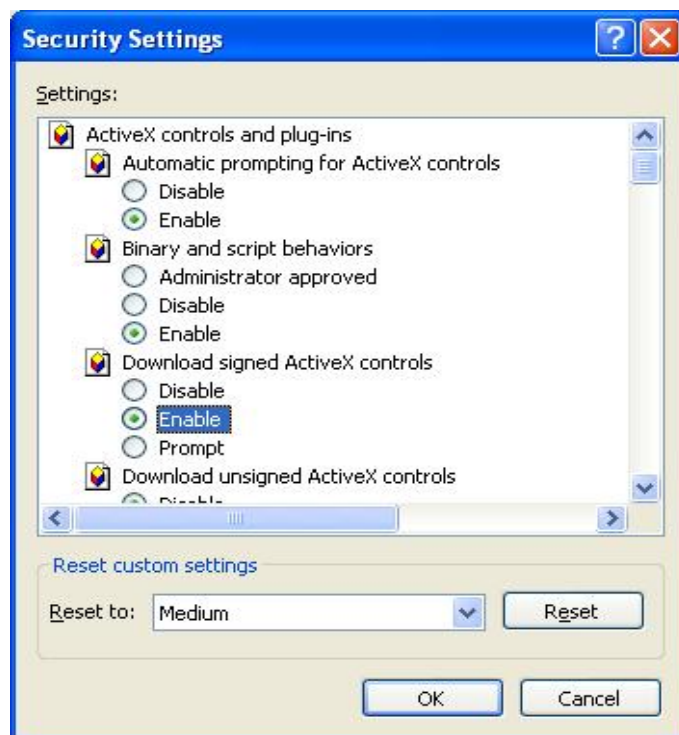 Security Settings
Settings:
ActiveX controls and plug-ins
Automatic prompting for ActiveX controls
Disable
Enable
Binary and script behaviors
Administrator approved
Disable
Enable
Download signed ActiveX controls
Disable
Enable
Prompt
Download unsigned ActiveX controls
Disable
Reset custom settings
Reset to: Medium Reset
OK Cancel